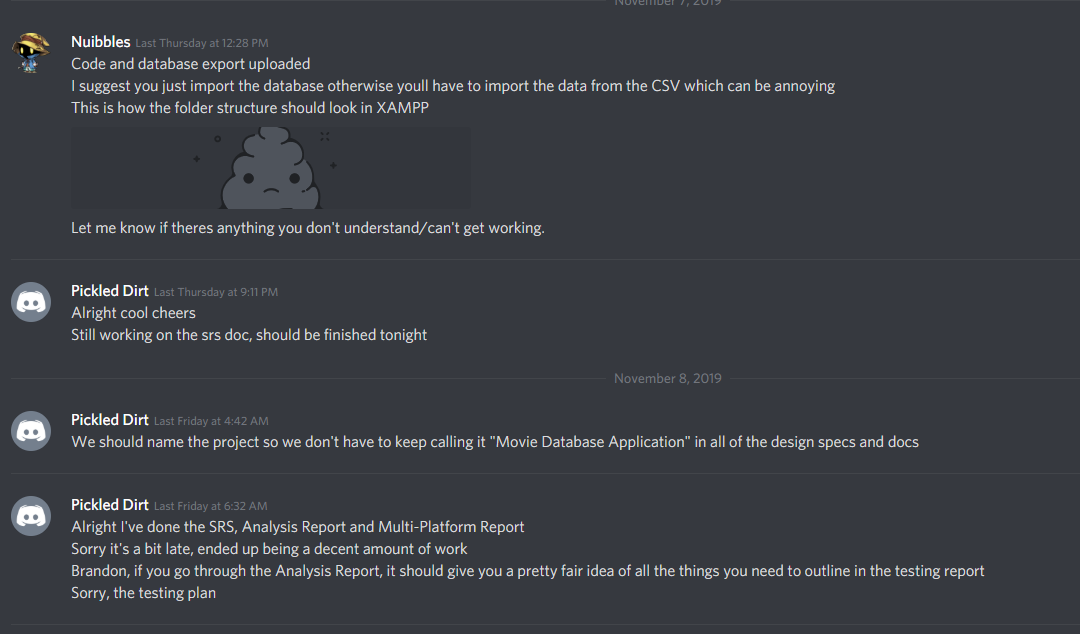 November 7, 2019
Nuibbles Last Thursday at 12:28 PM
Code and database export uploaded
I suggest you just import the database otherwise youll have to import the data from the CSV which can be annoying
This is how the folder structure should look in XAMPP
Let me know if theres anything you don't understand/can't get working.
Pickled Dirt Last Thursday at 9:11 PM
Alright cool cheers
Still working on the srs doc, should be finished tonight
November 8, 2019
Pickled Dirt Last Friday at 4:42 AM
We should name the project so we don't have to keep calling it "Movie Database Application" in all of the design specs and docs
Pickled Dirt Last Friday at 6:32 AM
Alright I've done the SRS, Analysis Report and Multi-Platform Report
Sorry it's a bit late, ended up being a decent amount of work
Brandon, if you go through the Analysis Report, it should give you a pretty fair idea of all the things you need to outline in the testing report
Sorry, the testing plan